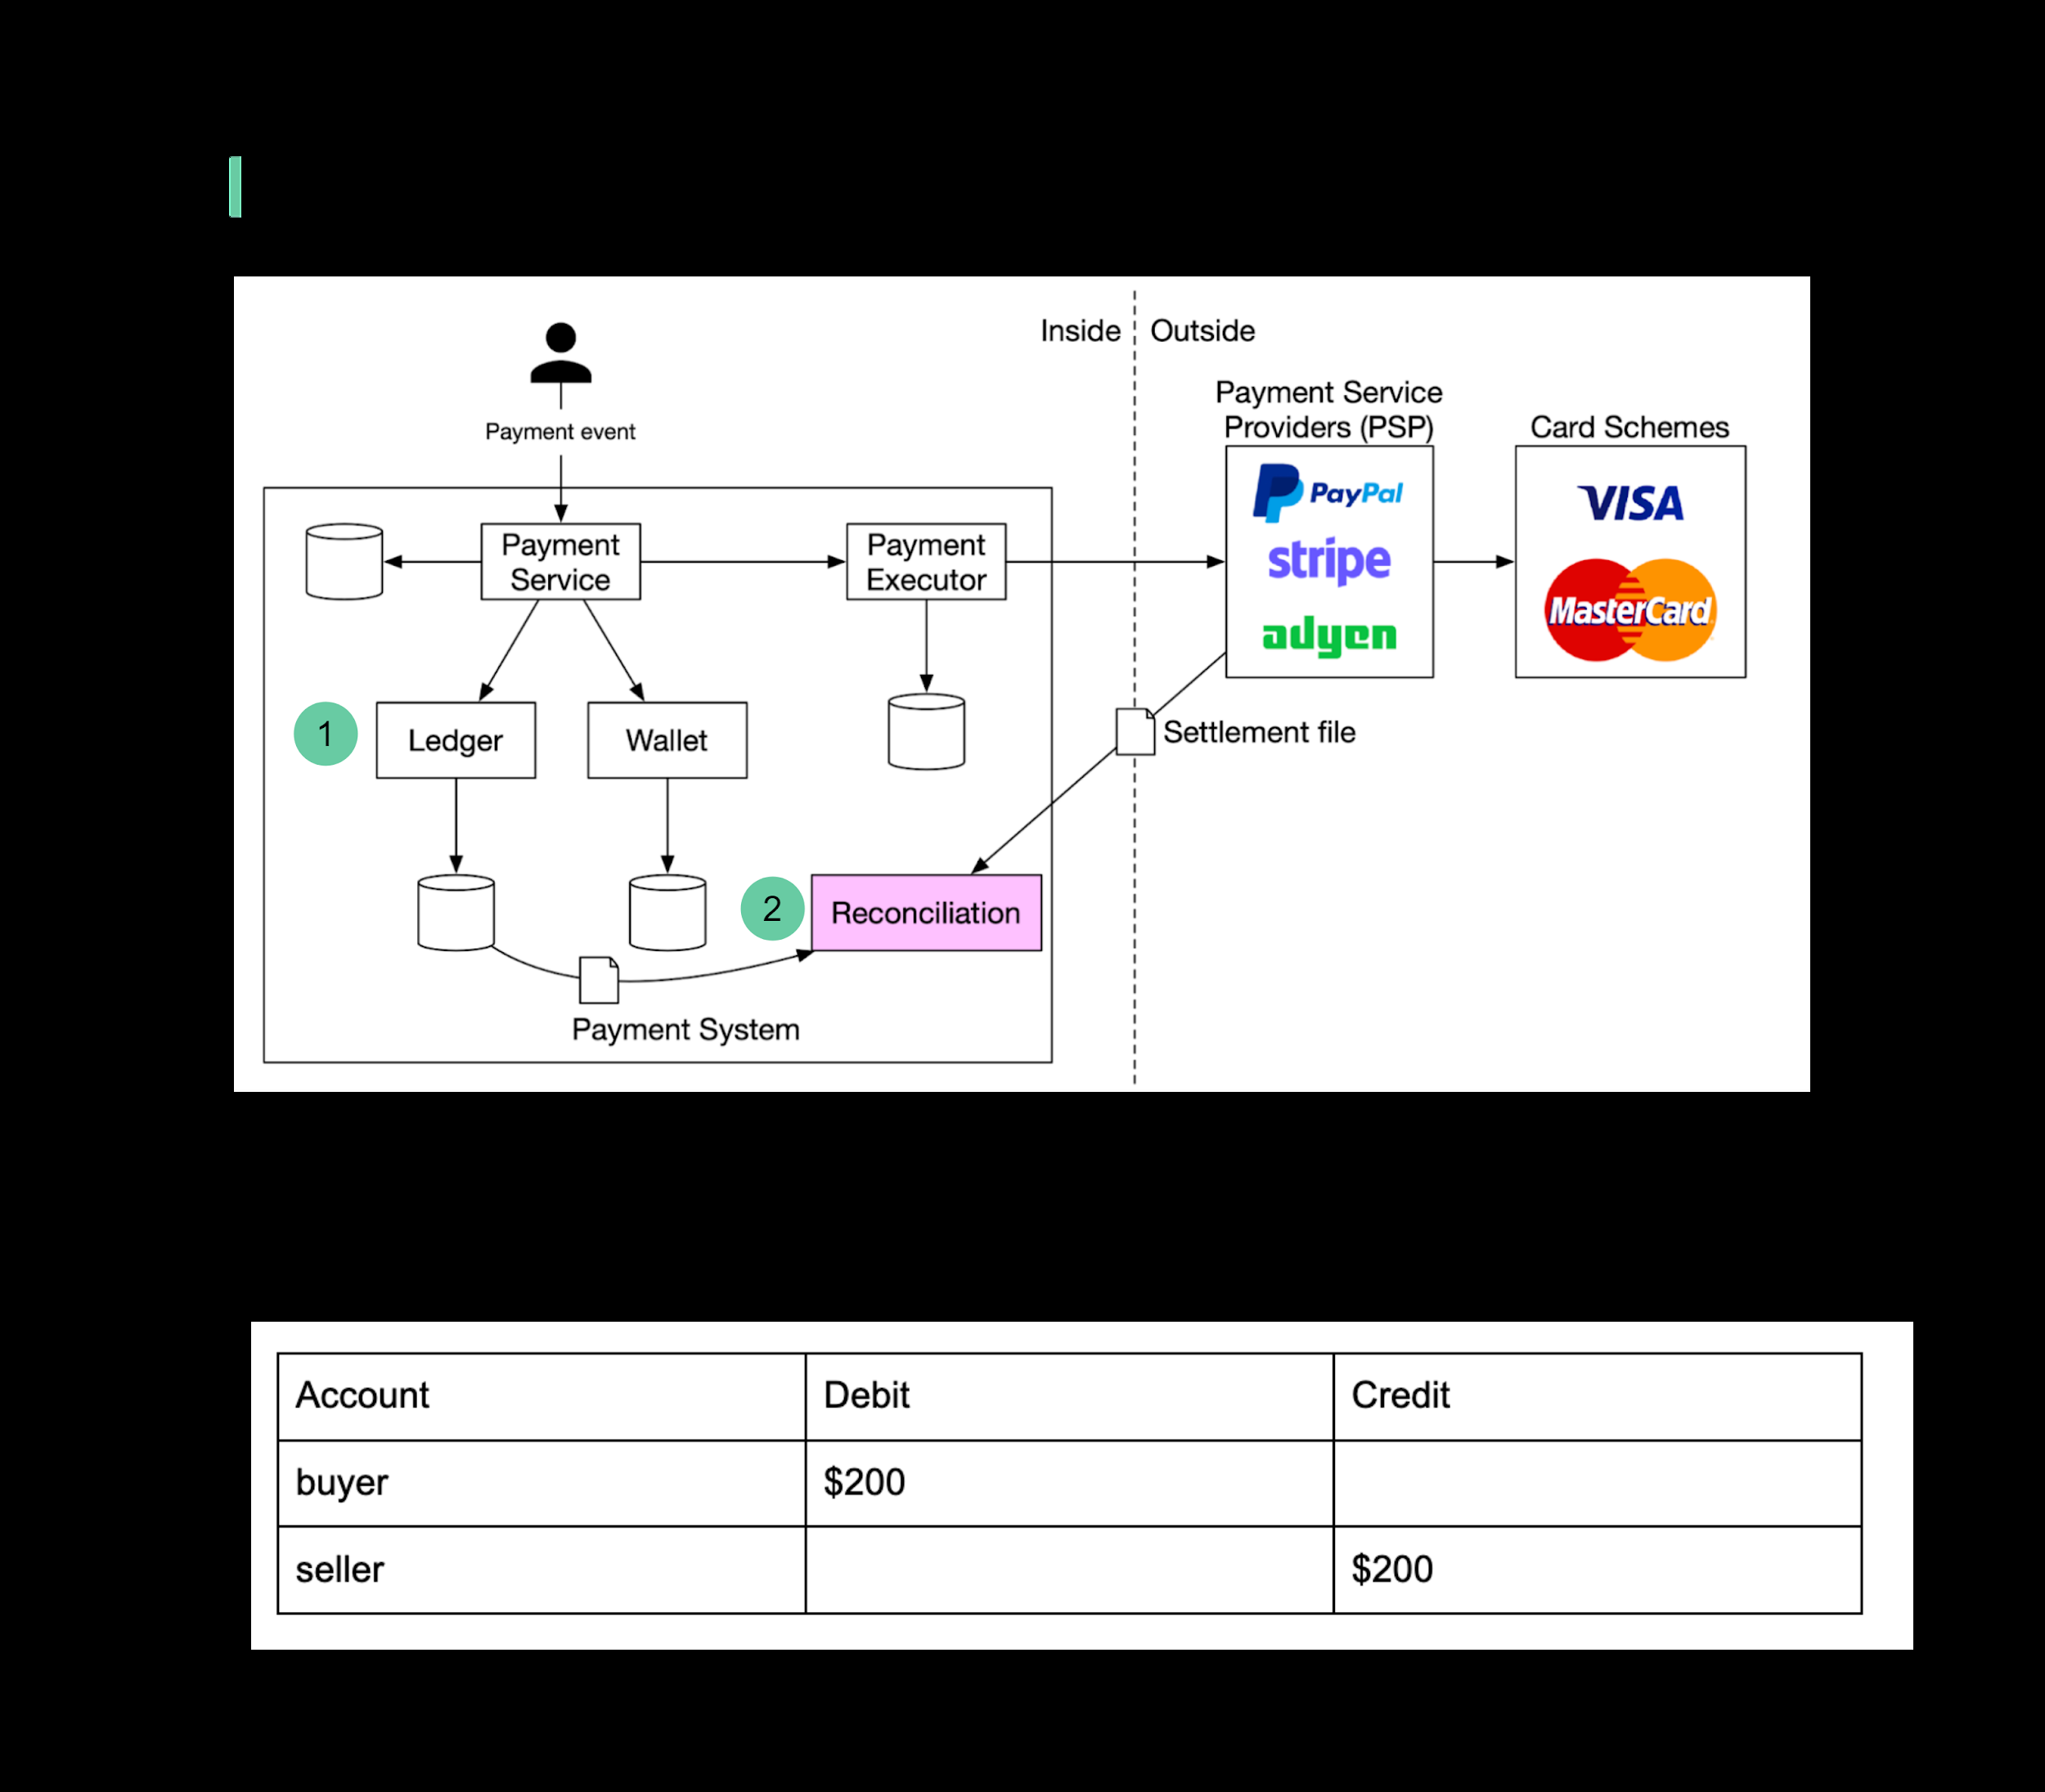 Inside
Outside
Payment event
Payment Service
Providers (PSP)
Card Schemes
PayPal
VISA
Payment
Service
Payment
Executor
stripe
MasterCard
adyen
1
Ledger
Wallet
Settlement file
2
Reconciliation
Payment System
Account
Debit
Credit
buyer
$200
seller
$200